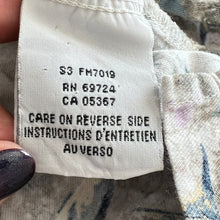 S3 FM7019
RN 69724
CA 05367
CARE ON REVERSE SIDE
INSTRUCTIONS D'ENTRETIEN
AU VERSO